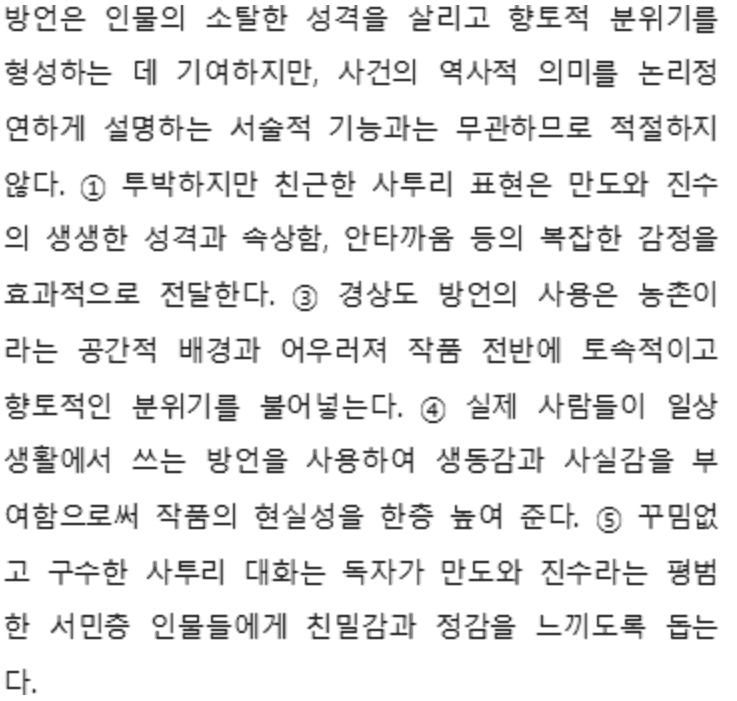 방언은 인물의 소탈한 성격을 살리고 향토적 분위기를
형성하는 데 기여하지만, 사건의 역사적 의미를 논리정
연하게 설명하는 서술적 기능과는 무관하므로 적절하지
않다. ① 투박하지만 친근한 사투리 표현은 만도와 진수
의 생생한 성격과 속상함, 안타까움 등의 복잡한 감정을
효과적으로 전달한다. ③ 경상도 방언의 사용은 농촌이
라는 공간적 배경과 어우러져 작품 전반에 토속적이고
향토적인 분위기를 불어넣는다. ④ 실제 사람들이 일상
생활에서 쓰는 방언을 사용하여 생동감과 사실감을 부
여함으로써 작품의 현실성을 한층 높여 준다. ⑤ 꾸밈없
고 구수한 사투리 대화는 독자가 만도와 진수라는 평범
한 서민층 인물들에게 친밀감과 정감을 느끼도록 돕는
다.